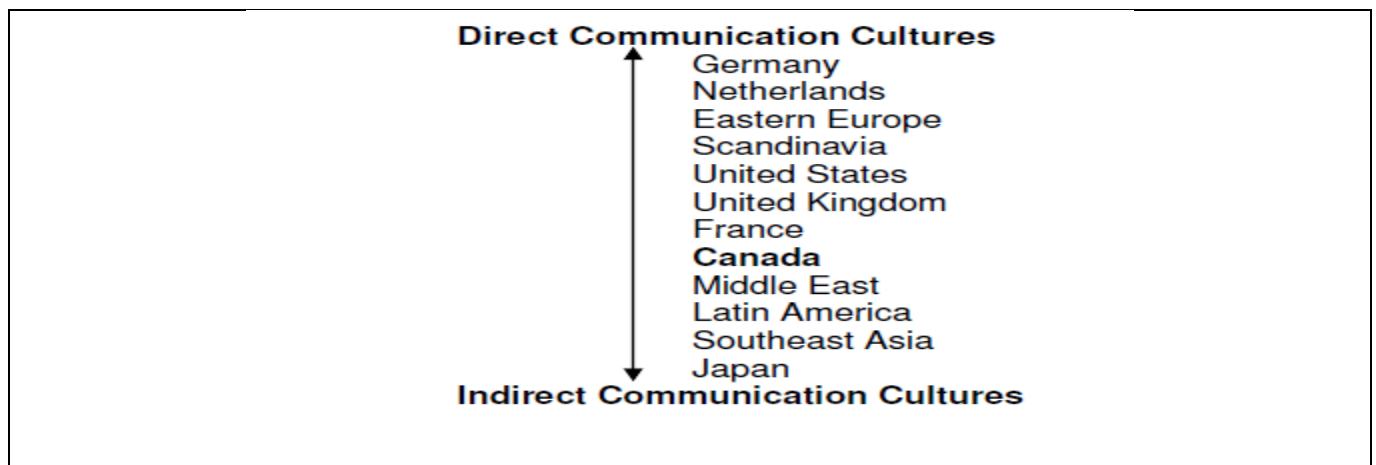 Direct Communication Cultures
Germany
Netherlands
Eastern Europe
Scandinavia
United States
United Kingdom
France
Canada
Middle East
Latin America
Southeast Asia
Japan
Indirect Communication Cultures